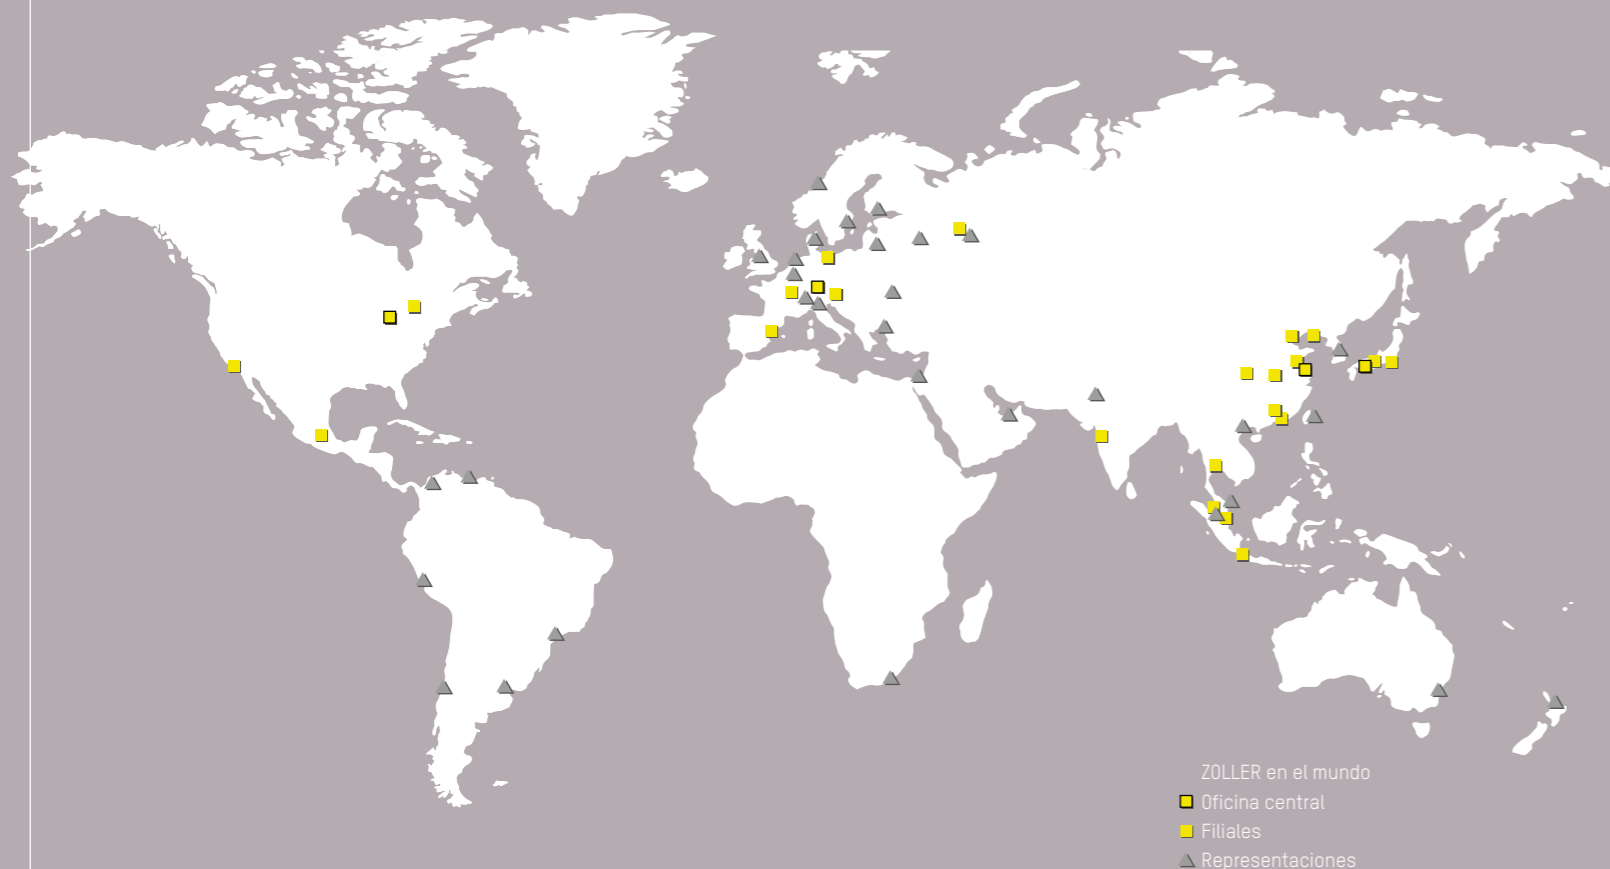 ZOLLER en el mundo
Oficina central
Filiales
Representaciones